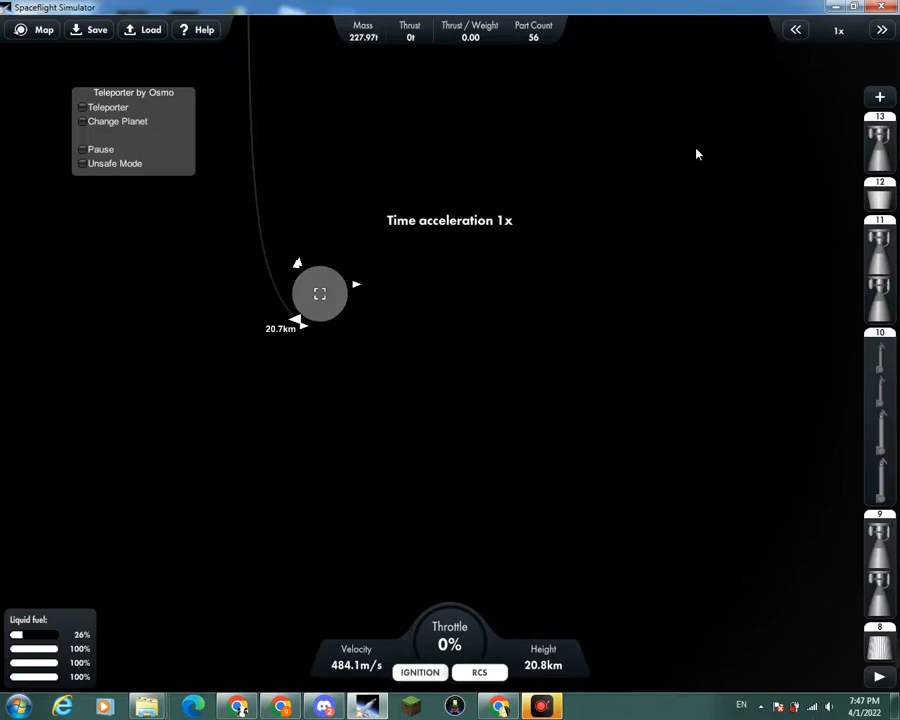 Spaceflight Simulator
Map
Save
Load
Help
Mass
227.97t
Thrust
0t
Thrust / Weight
0.00
Part Count
56
1x
Teleporter by Osmo
Teleporter
Change Planet
Pause
Unsafe Mode
Time acceleration 1x
20.7km
13
12
11
10
9
8
Liquid fuel:
26%
100%
100%
100%
Throttle
0%
Velocity
484.1m/s
Height
20.8km
IGNITION
RCS
EN
7:47 PM
4/1/2022